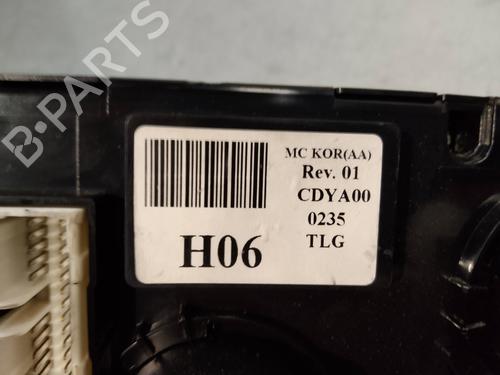 B-PARTS
MC KOR(AA)
Rev. 01
CDYA00
0235
TLG
H06